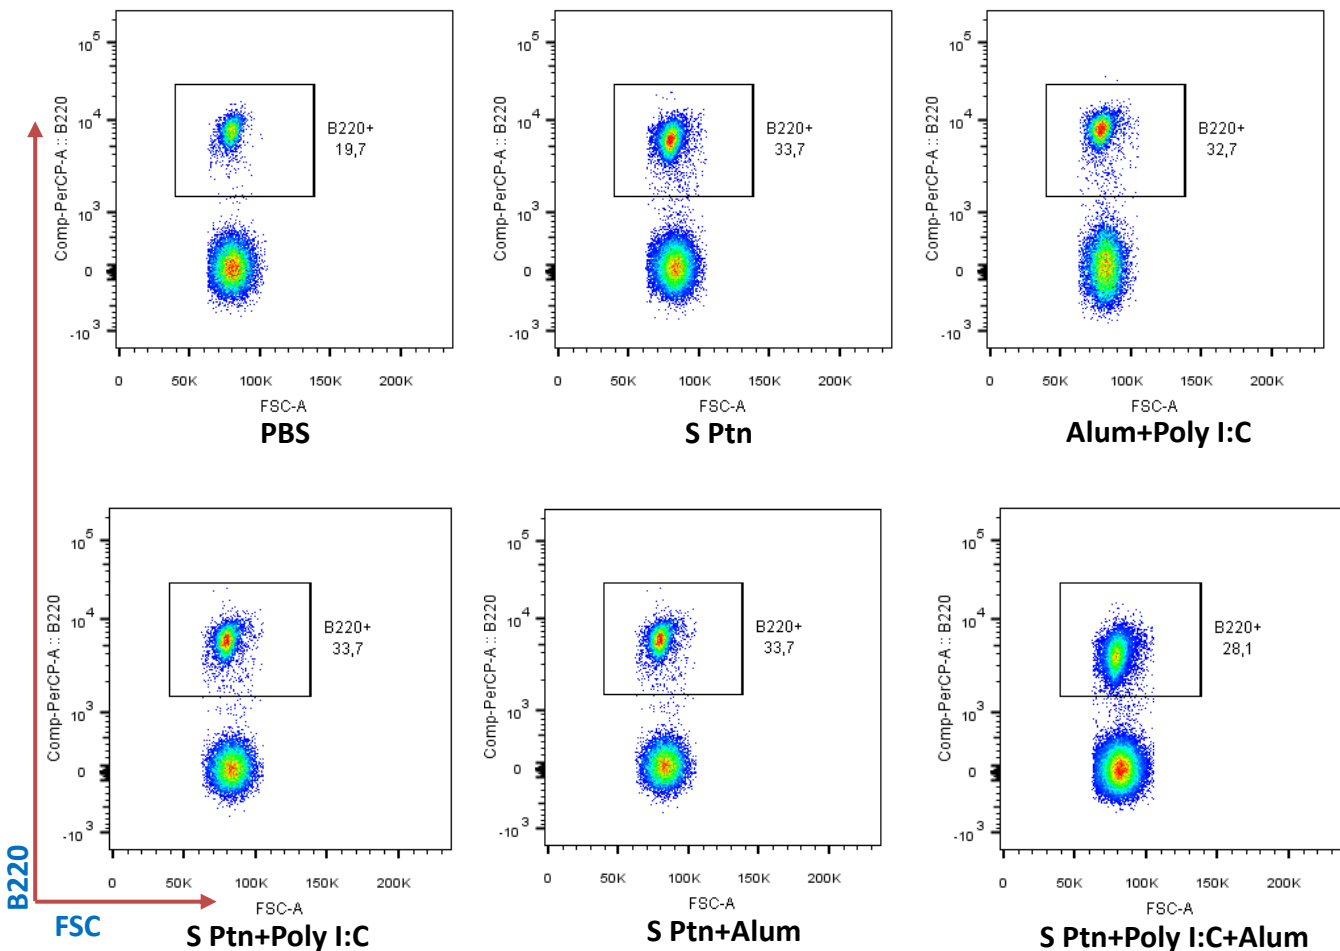 10^5
10^4
10^3
0
-10^3
Comp-PerCP-A :: B220
B220+
19,7
0 50K 100K 150K 200K
FSC-A
PBS
10^5
10^4
10^3
0
-10^3
Comp-PerCP-A :: B220
B220+
33,7
0 50K 100K 150K 200K
FSC-A
S Ptn
10^5
10^4
10^3
0
-10^3
Comp-PerCP-A :: B220
B220+
32,7
0 50K 100K 150K 200K
FSC-A
Alum+Poly I:C
10^5
10^4
10^3
0
-10^3
Comp-PerCP-A :: B220
B220+
33,7
0 50K 100K 150K 200K
FSC-A
S Ptn+Poly I:C
10^5
10^4
10^3
0
-10^3
Comp-PerCP-A :: B220
B220+
33,7
0 50K 100K 150K 200K
FSC-A
S Ptn+Alum
10^5
10^4
10^3
0
-10^3
Comp-PerCP-A :: B220
B220+
28,1
0 50K 100K 150K 200K
FSC-A
S Ptn+Poly I:C+Alum
B220
FSC